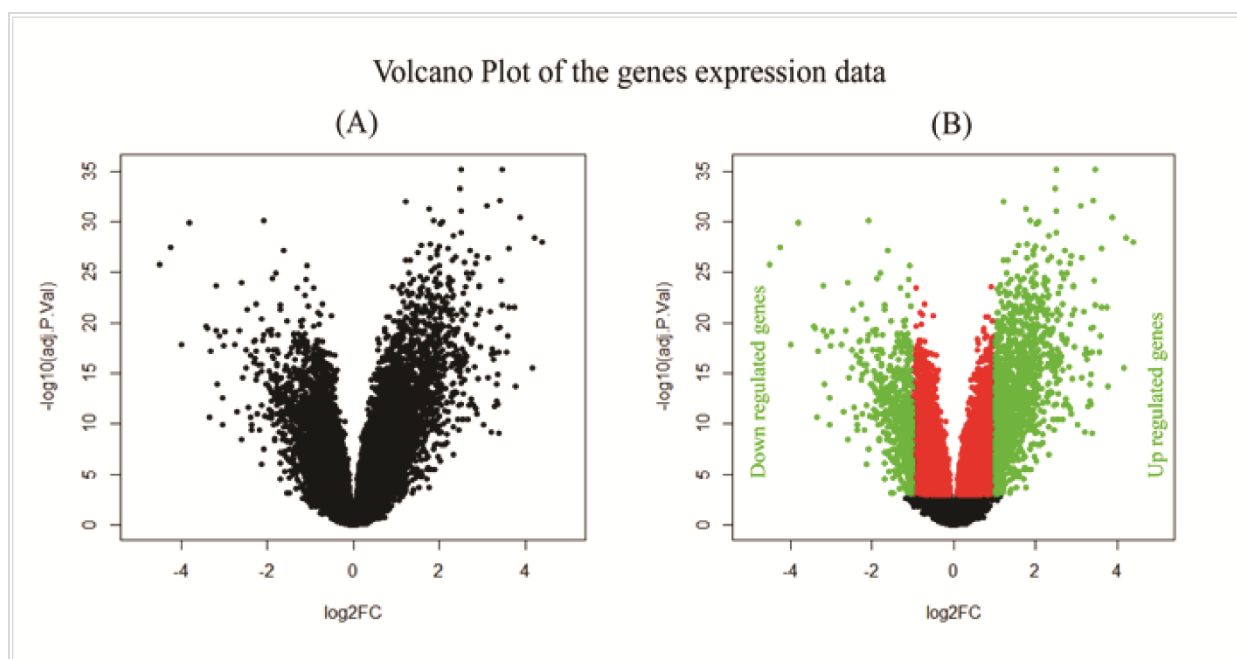 Volcano Plot of the genes expression data
(A)
(B)
35
30
25
20
15
10
5
0
-log10(adj.P.Val)
-4
-2
0
2
4
log2FC
35
30
25
20
15
10
5
0
-log10(adj.P.Val)
Down regulated genes
Up regulated genes
-4
-2
0
2
4
log2FC